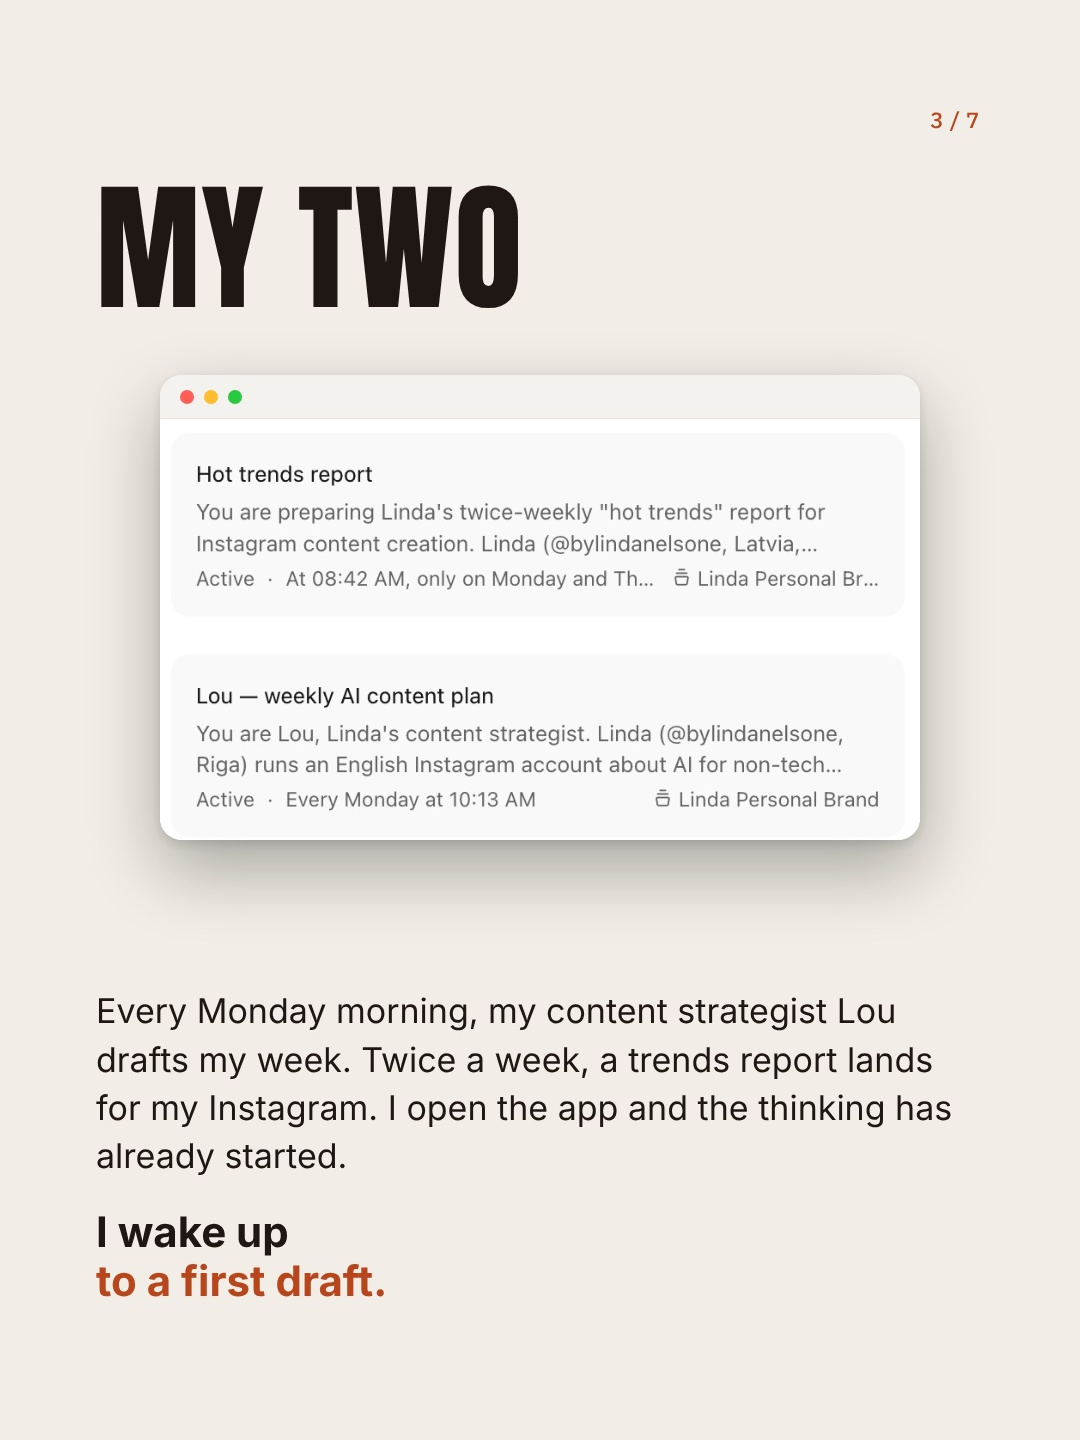 3 / 7
MY TWO
Hot trends report
You are preparing Linda's twice-weekly "hot trends" report for
Instagram content creation. Linda (@bylindanelsone, Latvia,...
Active · At 08:42 AM, only on Monday and Th... Linda Personal Br...
Lou — weekly AI content plan
You are Lou, Linda's content strategist. Linda (@bylindanelsone,
Riga) runs an English Instagram account about AI for non-tech...
Active · Every Monday at 10:13 AM Linda Personal Brand
Every Monday morning, my content strategist Lou
drafts my week. Twice a week, a trends report lands
for my Instagram. I open the app and the thinking has
already started.
I wake up
to a first draft.